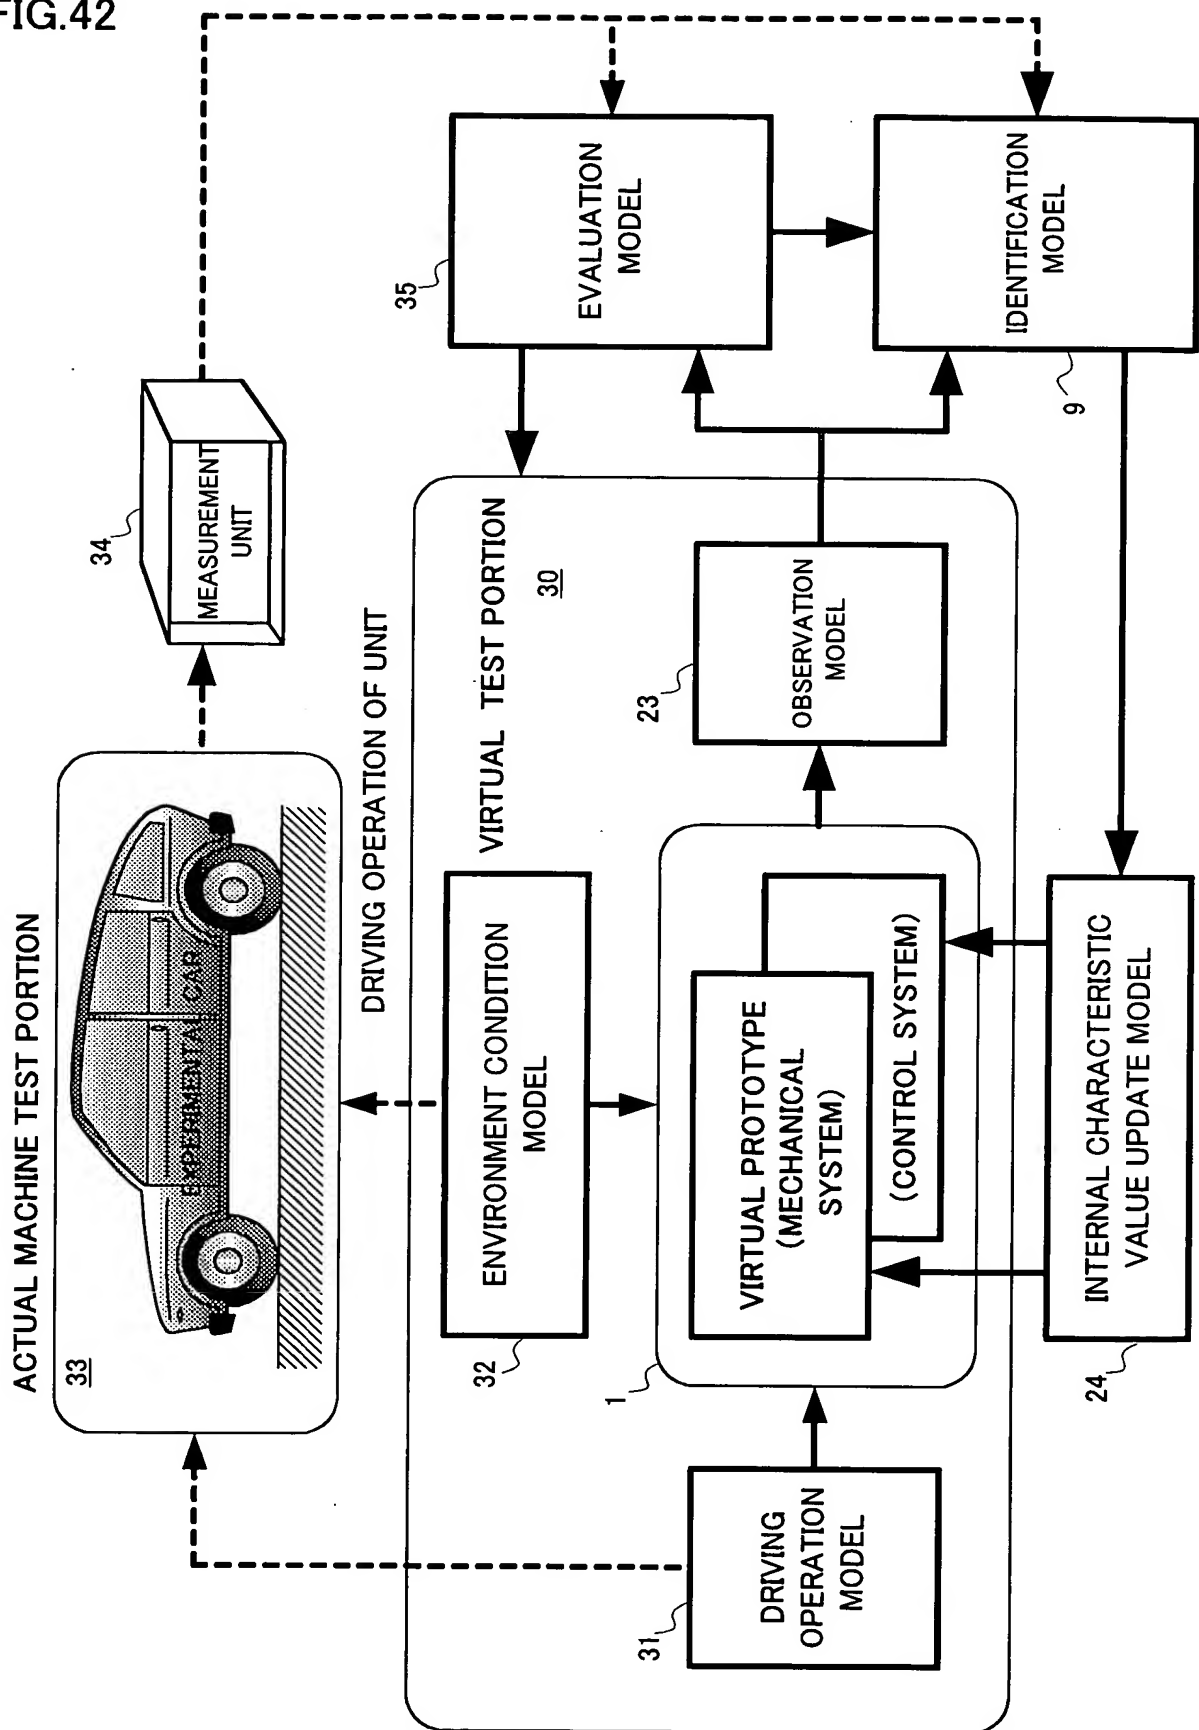 FIG.42
ACTUAL MACHINE TEST PORTION
33
EXPERIMENTAL CAR
34
MEASUREMENT
UNIT
DRIVING OPERATION OF UNIT
VIRTUAL TEST PORTION
30
31
DRIVING
OPERATION
MODEL
32
ENVIRONMENT CONDITION
MODEL
1
VIRTUAL PROTOTYPE
(MECHANICAL
SYSTEM)
(CONTROL SYSTEM)
23
OBSERVATION
MODEL
35
EVALUATION
MODEL
9
IDENTIFICATION
MODEL
24
INTERNAL CHARACTERISTIC
VALUE UPDATE MODEL